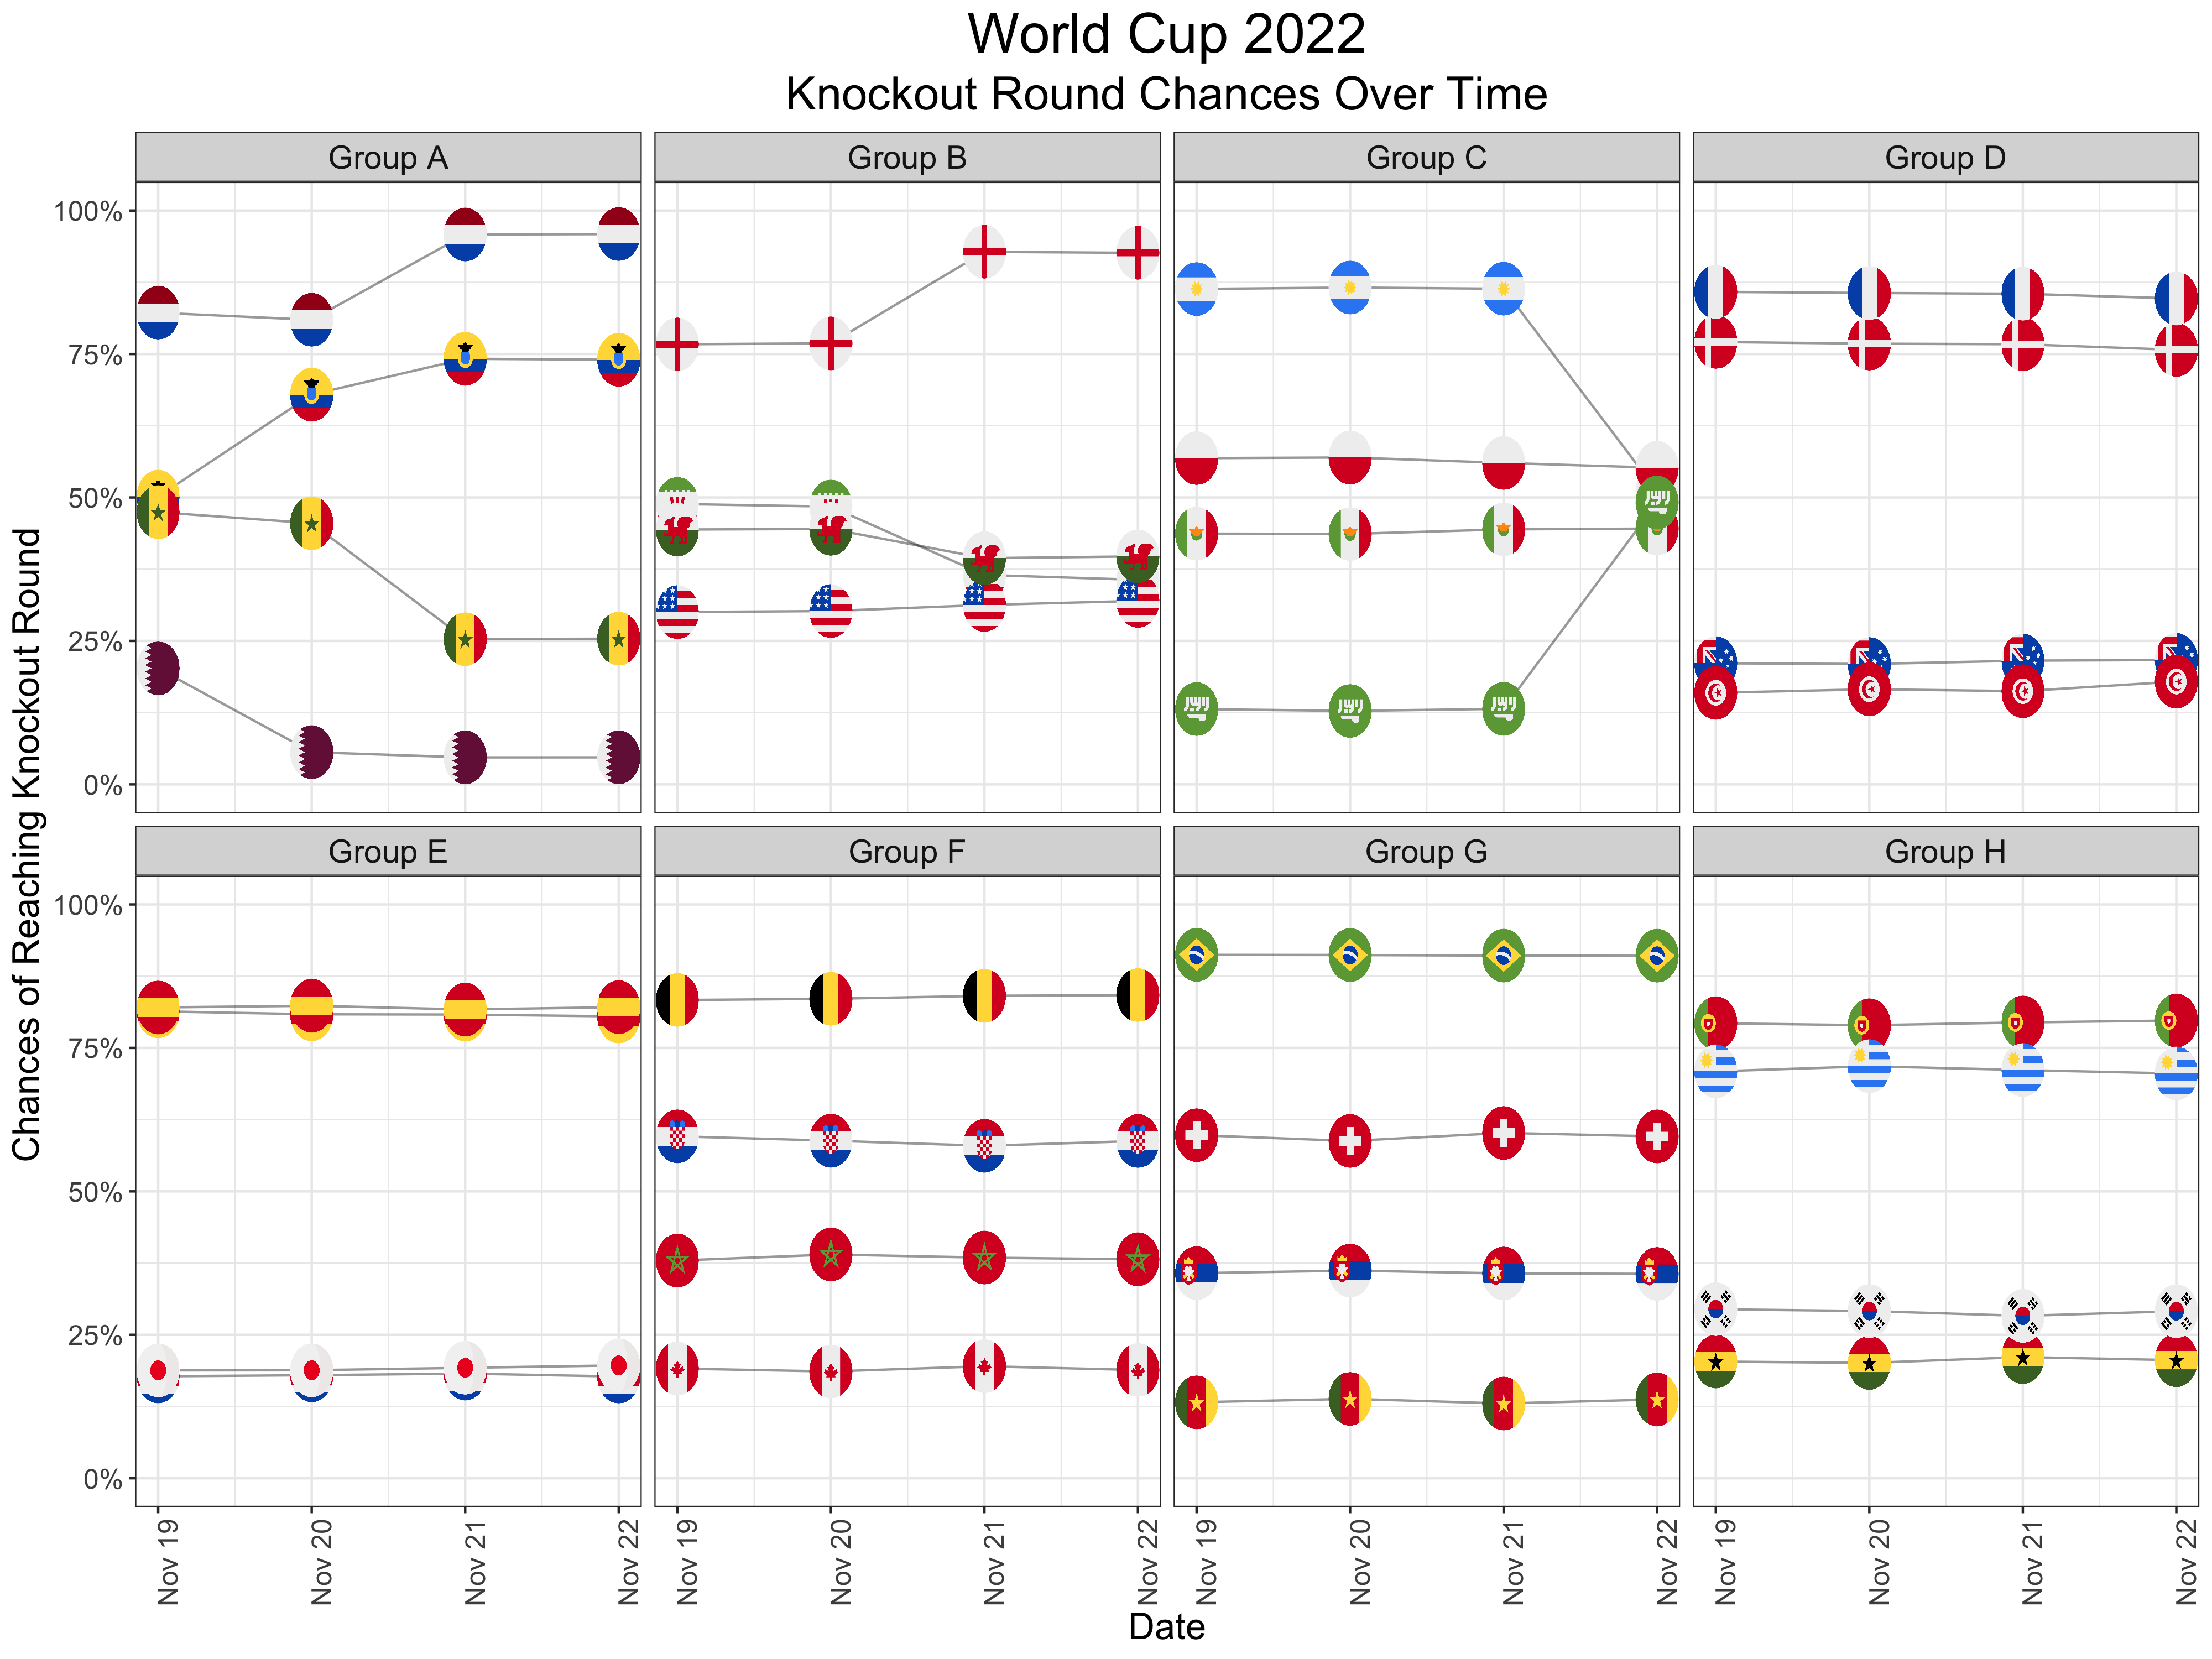 World Cup 2022
Knockout Round Chances Over Time
Chances of Reaching Knockout Round
Group A
Group B
Group C
Group D
100%
75%
50%
25%
0%
Group E
Group F
Group G
Group H
100%
75%
50%
25%
0%
Nov 19
Nov 20
Nov 21
Nov 22
Nov 19
Nov 20
Nov 21
Nov 22
Nov 19
Nov 20
Nov 21
Nov 22
Nov 19
Nov 20
Nov 21
Nov 22
Date